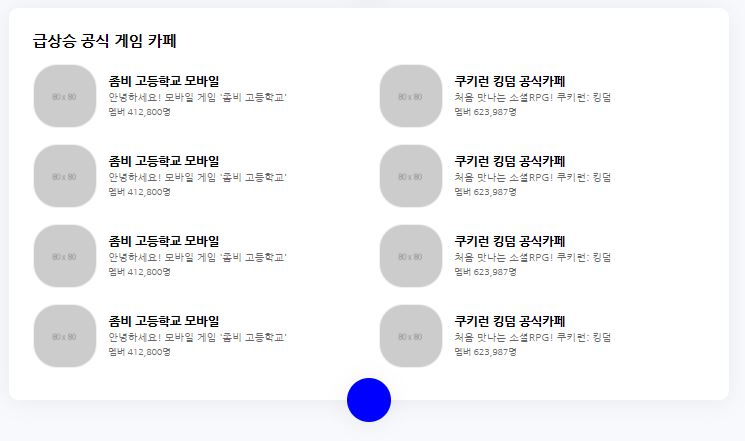 급상승 공식 게임 카페
80 x 80
좀비 고등학교 모바일
안녕하세요! 모바일 게임 '좀비 고등학교'
멤버 412,800명
80 x 80
쿠키런 킹덤 공식카페
처음 맛나는 소셜RPG! 쿠키런: 킹덤
멤버 623,987명
80 x 80
좀비 고등학교 모바일
안녕하세요! 모바일 게임 '좀비 고등학교'
멤버 412,800명
80 x 80
쿠키런 킹덤 공식카페
처음 맛나는 소셜RPG! 쿠키런: 킹덤
멤버 623,987명
80 x 80
좀비 고등학교 모바일
안녕하세요! 모바일 게임 '좀비 고등학교'
멤버 412,800명
80 x 80
쿠키런 킹덤 공식카페
처음 맛나는 소셜RPG! 쿠키런: 킹덤
멤버 623,987명
80 x 80
좀비 고등학교 모바일
안녕하세요! 모바일 게임 '좀비 고등학교'
멤버 412,800명
80 x 80
쿠키런 킹덤 공식카페
처음 맛나는 소셜RPG! 쿠키런: 킹덤
멤버 623,987명